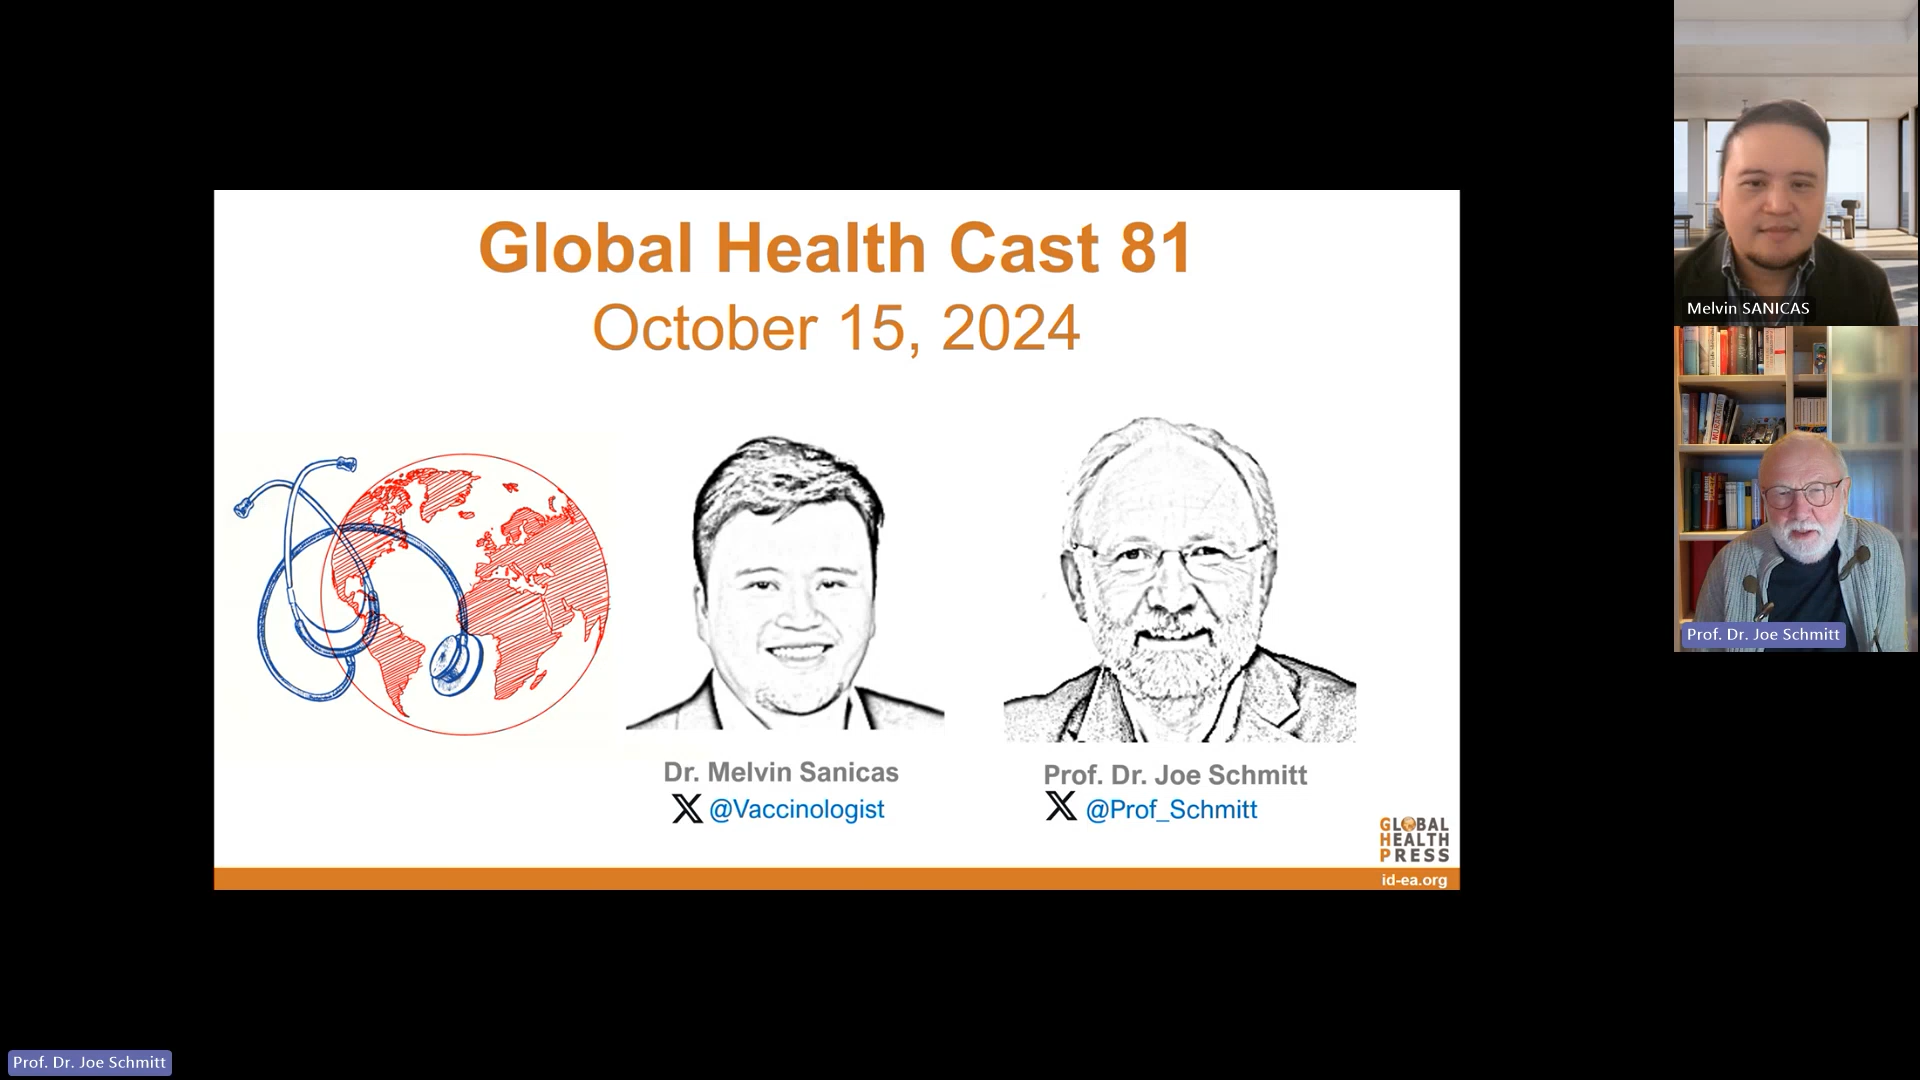 Global Health Cast 81
October 15, 2024
Dr. Melvin Sanicas
@Vaccinologist
Prof. Dr. Joe Schmitt
@Prof_Schmitt
GLOBAL
HEALTH
PRESS
id-ea.org
Melvin SANICAS
Prof. Dr. Joe Schmitt
Prof. Dr. Joe Schmitt